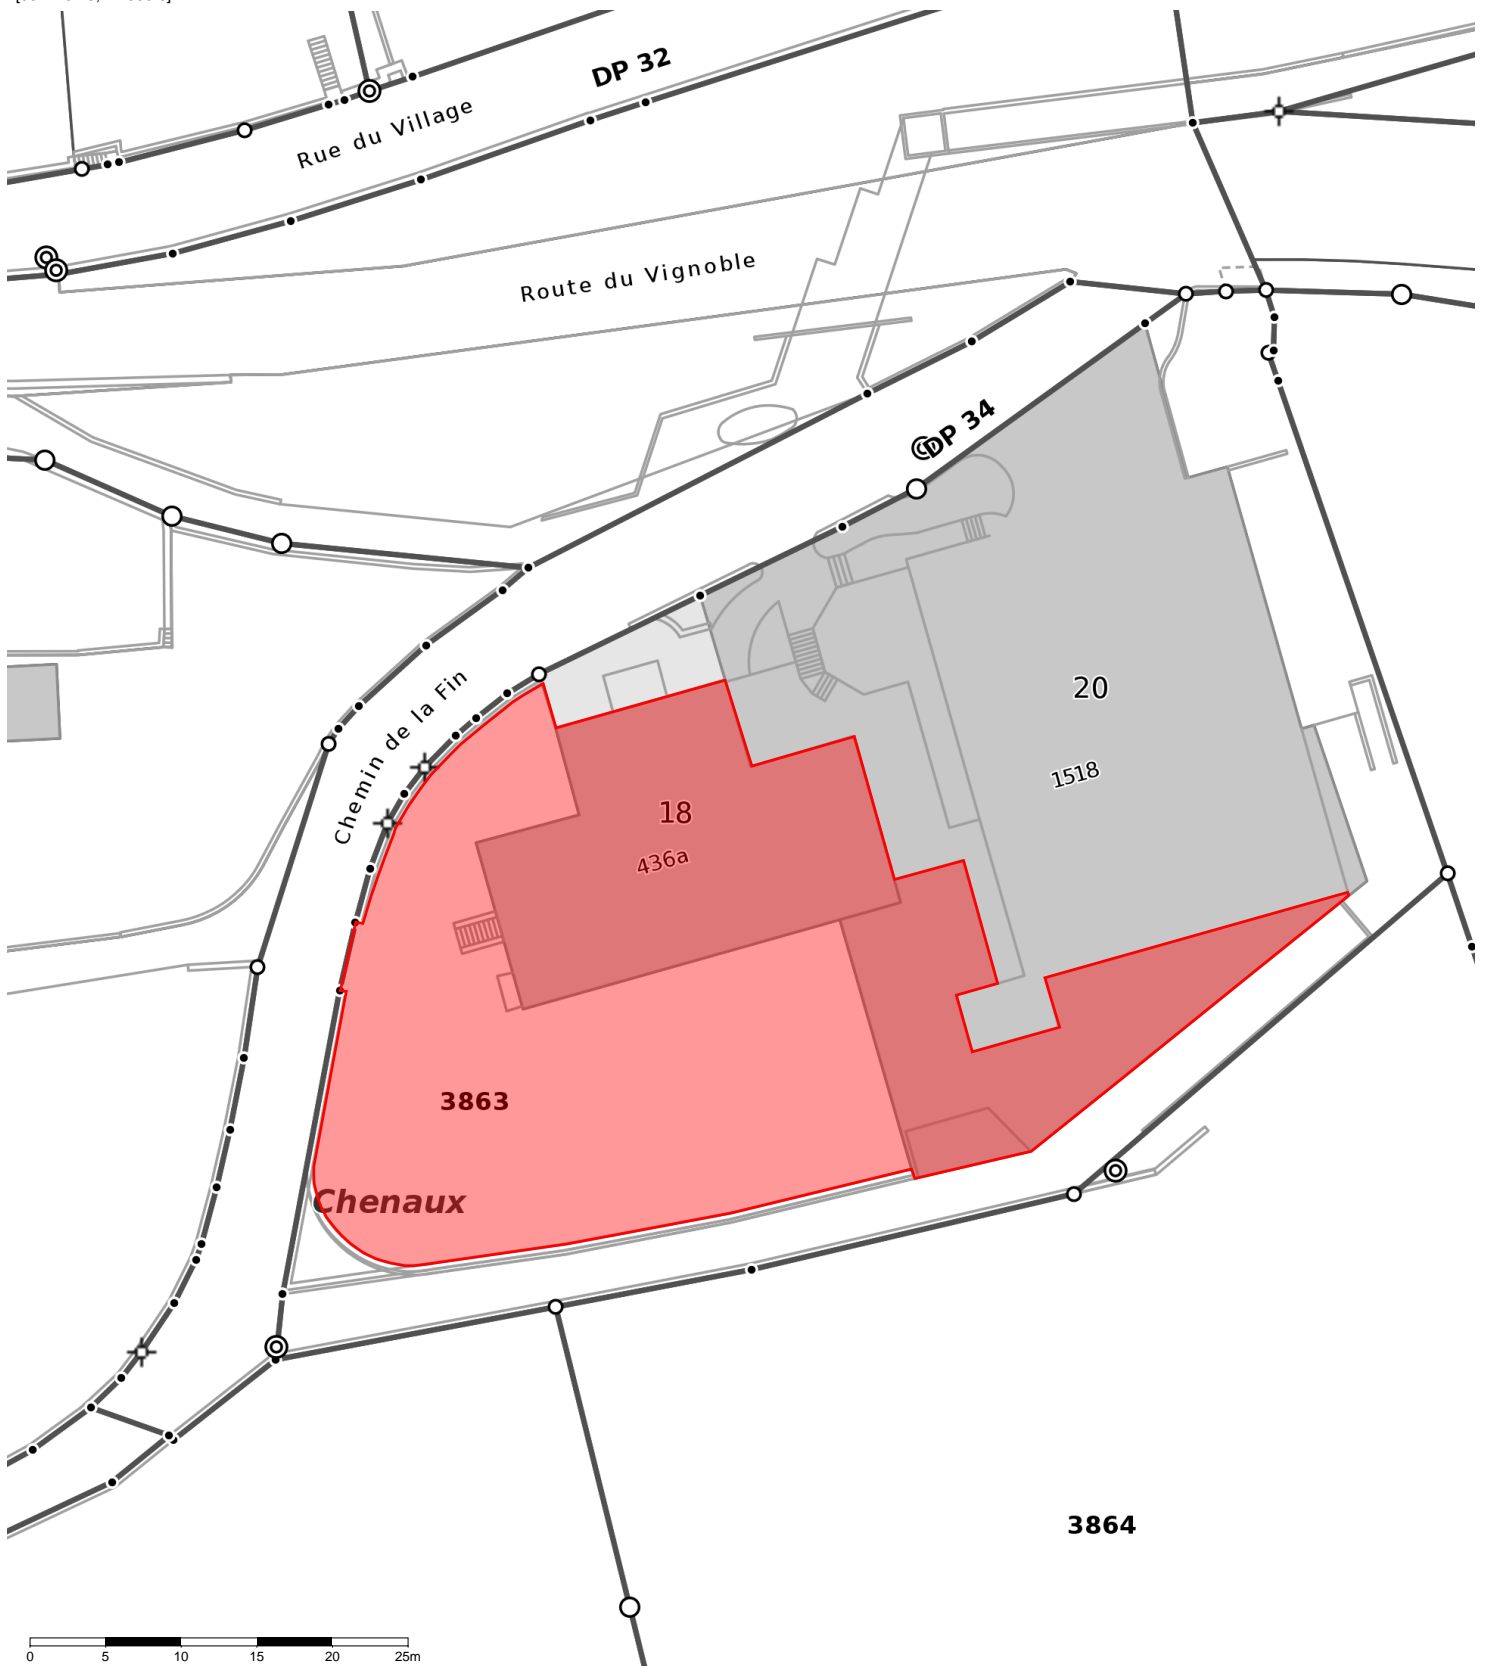 DP 32
Rue du Village
Route du Vignoble
DP 34
Chemin de la Fin
20
1518
18
436a
3863
Chenaux
3864
0 5 10 15 20 25m